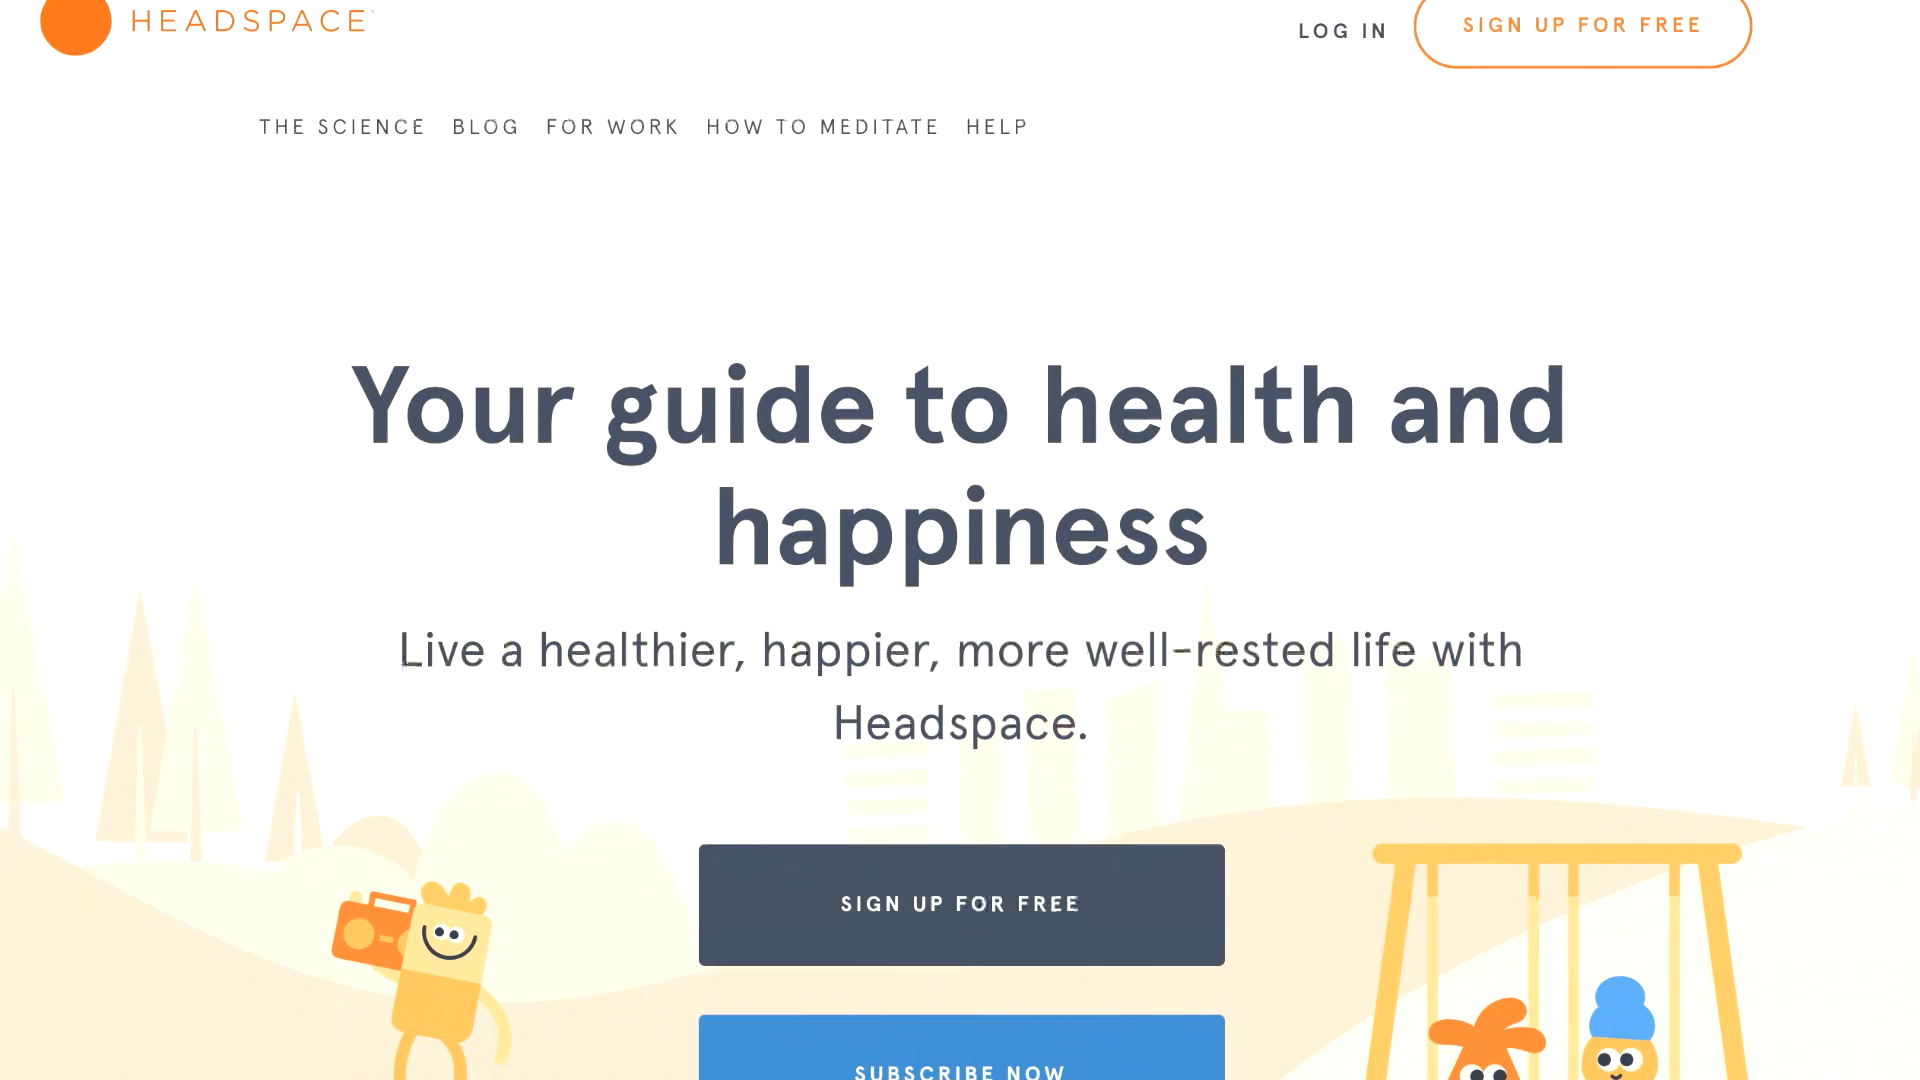 HEADSPACE
LOG IN
SIGN UP FOR FREE
THE SCIENCE BLOG FOR WORK HOW TO MEDITATE HELP
Your guide to health and
happiness
Live a healthier, happier, more well-rested life with
Headspace.
SIGN UP FOR FREE
SUBSCRIBE NOW